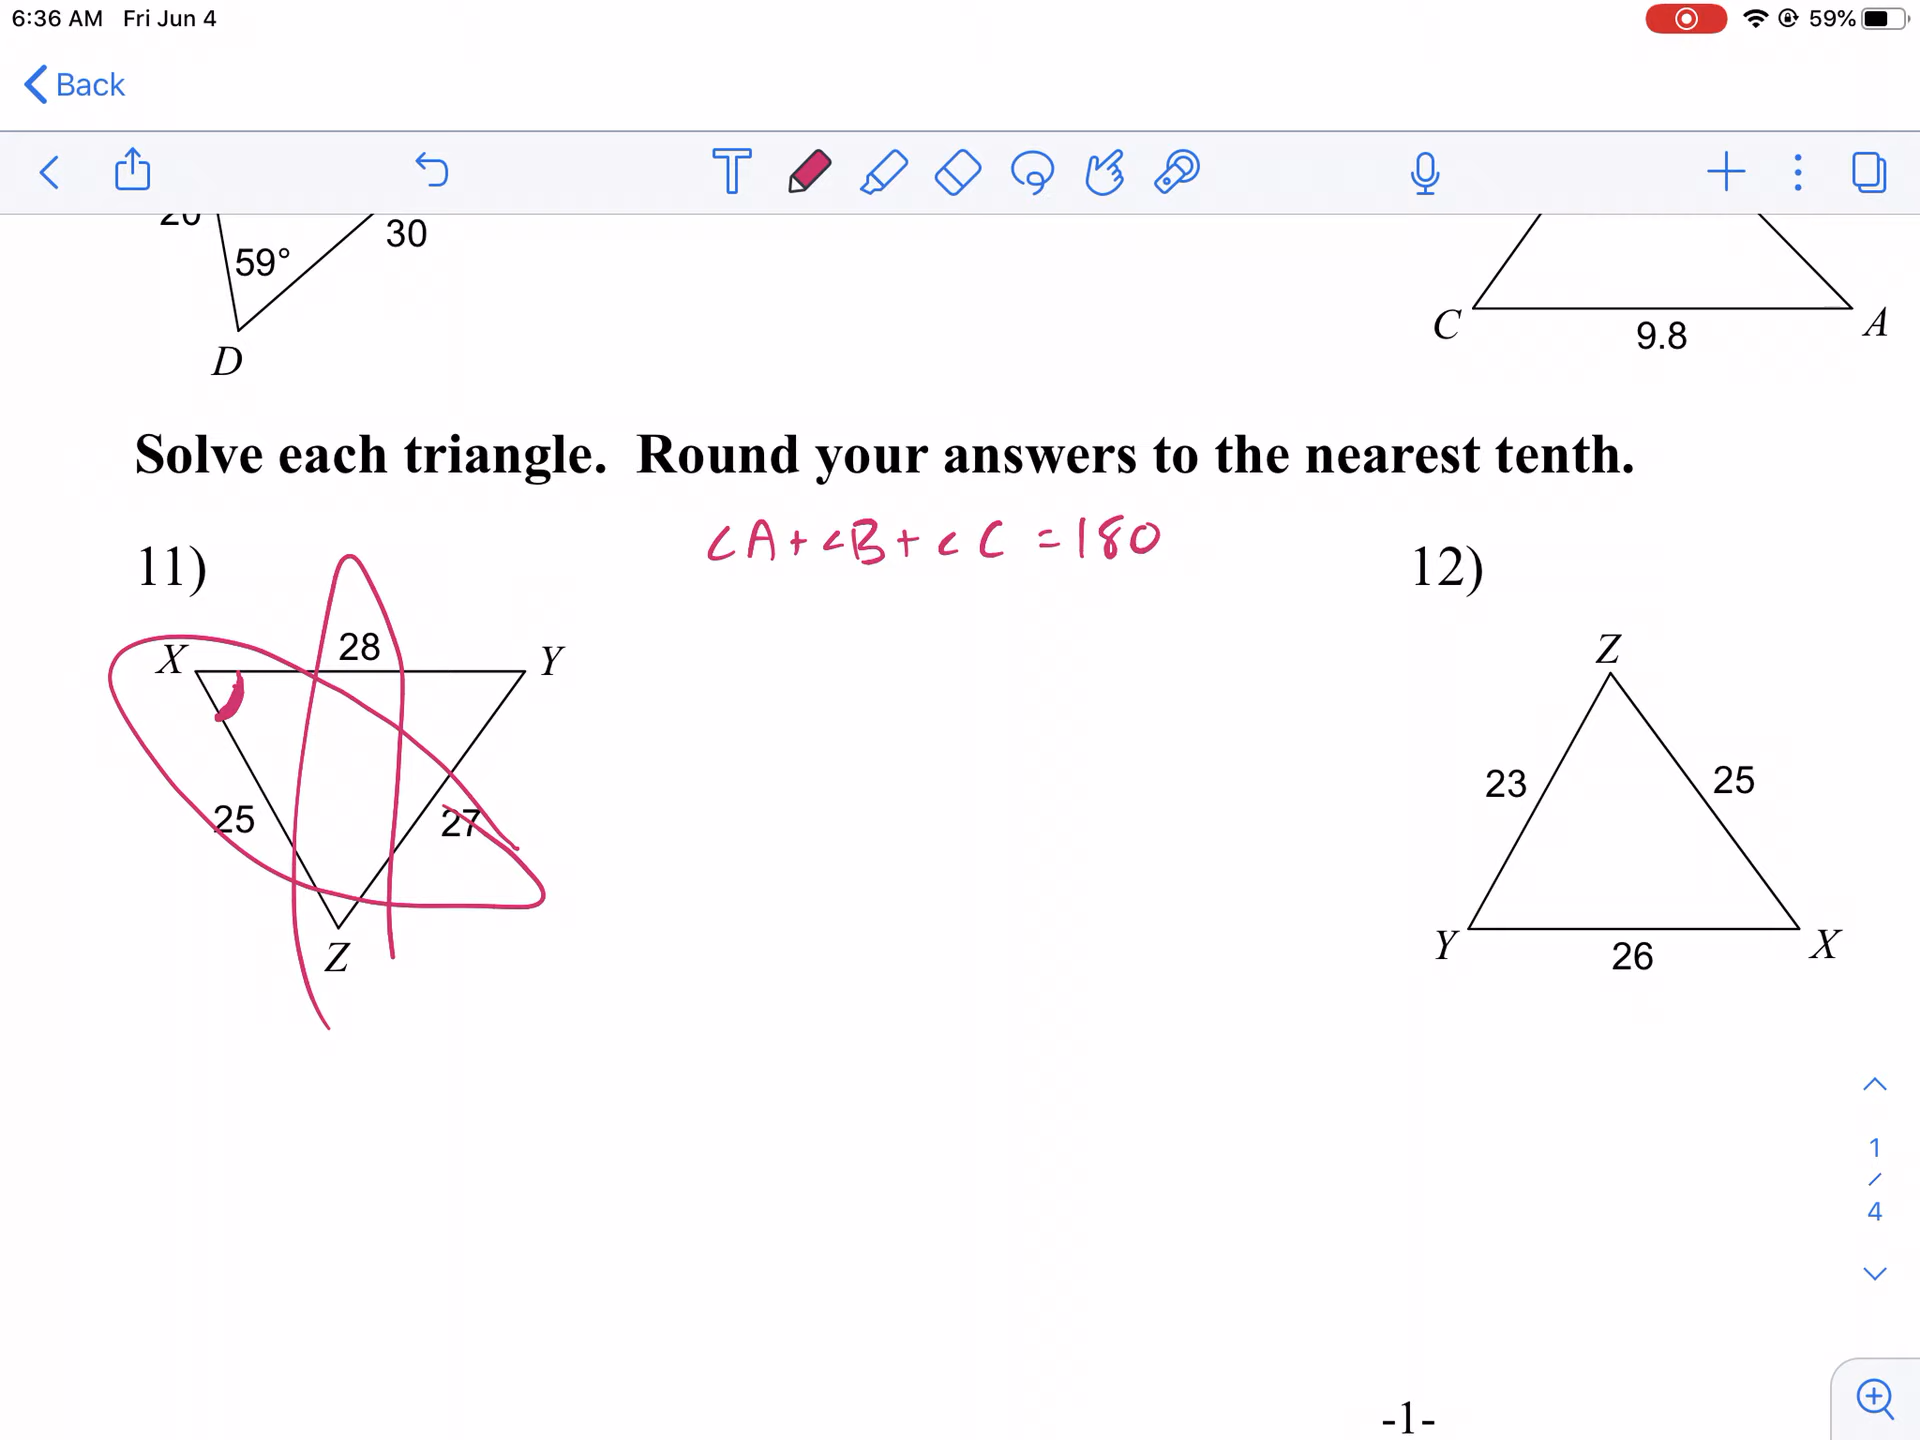 6:36 AM Fri Jun 4
59%
Back
20
59°
30
D
C
A
9.8
Solve each triangle. Round your answers to the nearest tenth.
∠A+∠B+∠C=180
11)
12)
X
28
Y
25
27
Z
Z
23
25
Y
26
X
1
/
4
-1-